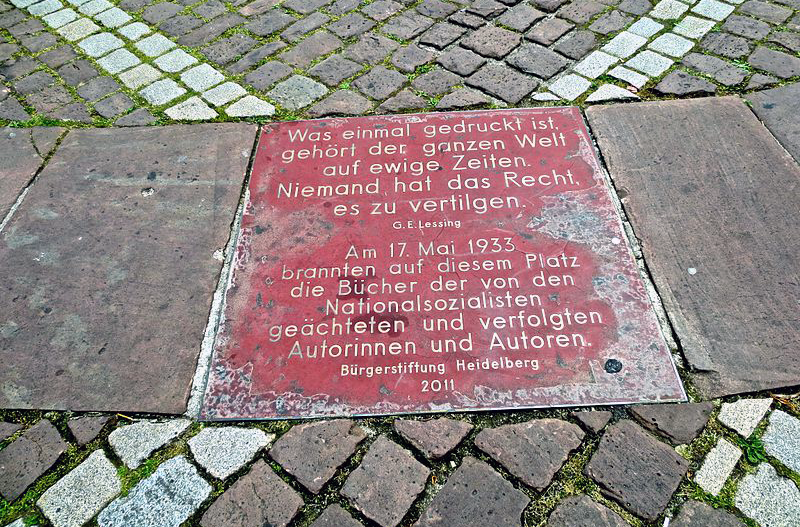 Was einmal gedruckt ist,
gehört der ganzen Welt
auf ewige Zeiten.
Niemand hat das Recht,
es zu vertilgen.
G. E. Lessing
Am 17. Mai 1933
brannten auf diesem Platz
die Bücher der von den
Nationalsozialisten
geächteten und verfolgten
Autorinnen und Autoren.
Bürgerstiftung Heidelberg
2011